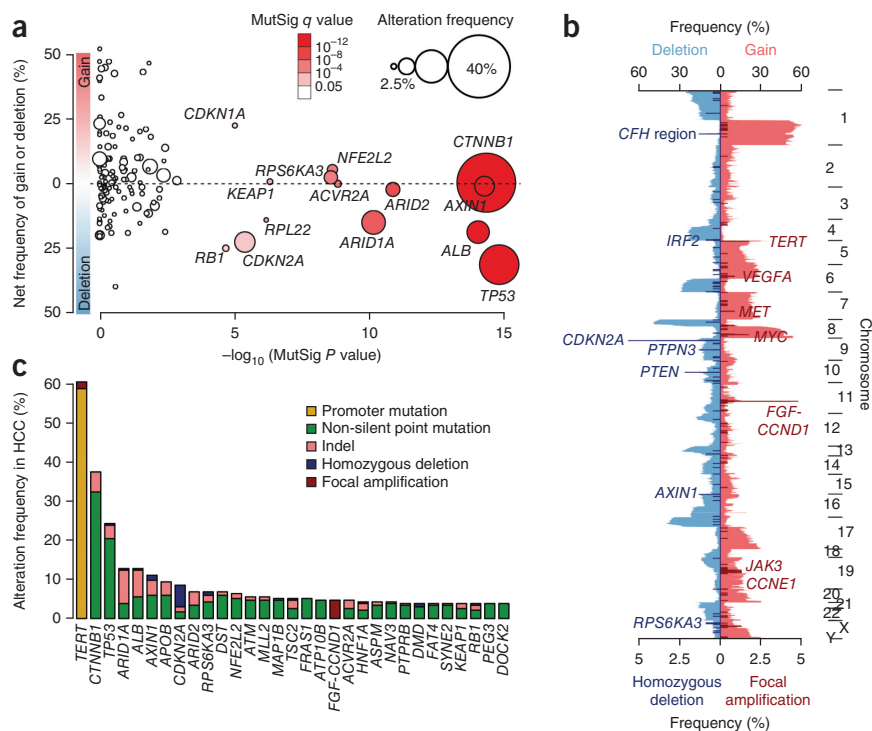 a
MutSig q value
10⁻¹²
10⁻⁸
10⁻⁴
0.05
Alteration frequency
2.5%
40%
Net frequency of gain or deletion (%)
50
25
0
25
50
Gain
Deletion
CDKN1A
CTNNB1
NFE2L2
RPS6KA3
KEAP1
ACVR2A
ARID2
AXIN1
RPL22
ARID1A
ALB
RB1
CDKN2A
TP53
0
5
10
15
–log₁₀ (MutSig P value)
b
Frequency (%)
Deletion
Gain
60
30
0
30
60
CFH region
IRF2
TERT
VEGFA
MET
MYC
CDKN2A
PTPN3
PTEN
FGF-
CCND1
AXIN1
JAK3
CCNE1
RPS6KA3
1
2
3
4
5
6
7
8
9
10
11
12
13
14
15
16
17
18
19
20
21
22
X
Y
Chromosome
5
2.5
0
2.5
5
Homozygous
deletion
Focal
amplification
Frequency (%)
c
Alteration frequency in HCC (%)
60
50
40
30
20
10
0
Promoter mutation
Non-silent point mutation
Indel
Homozygous deletion
Focal amplification
TERT
CTNNB1
TP53
ARID1A
ALB
AXIN1
APOB
CDKN2A
ARID2
RPS6KA3
DST
NFE2L2
ATM
MLL2
MAP1B
TSC2
FRAS1
ATP10B
FGF-CCND1
ACVR2A
HNF1A
ASPM
NAV3
PTPRB
DMD
FAT4
SYNE2
KEAP1
RB1
PEG3
DOCK2